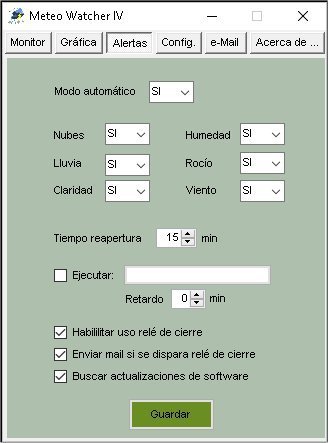 Meteo Watcher IV
Monitor Gráfica Alertas Config. e-Mail Acerca de ...
Modo automático SI
Nubes SI Humedad SI
Lluvia SI Rocío SI
Claridad SI Viento SI
Tiempo reapertura 15 min
Ejecutar:
Retardo 0 min
Habililitar uso relé de cierre
Enviar mail si se dispara relé de cierre
Buscar actualizaciones de software
Guardar